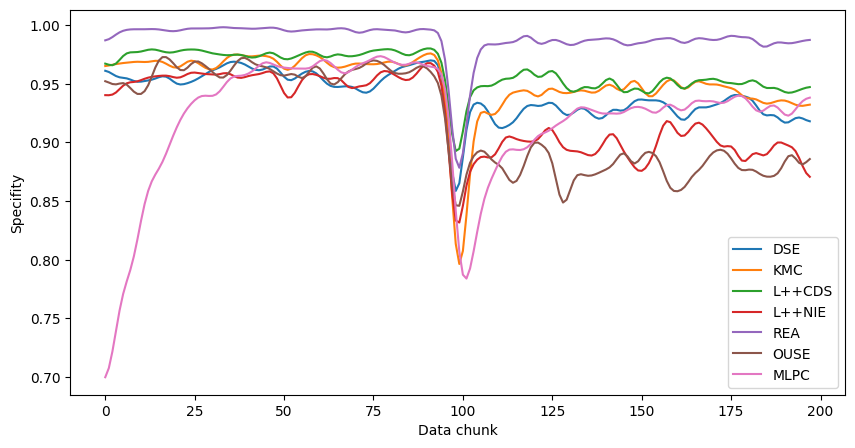 1.00
0.95
0.90
0.85
0.80
0.75
0.70
Specifity
0
25
50
75
100
125
150
175
200
Data chunk
DSE
KMC
L++CDS
L++NIE
REA
OUSE
MLPC